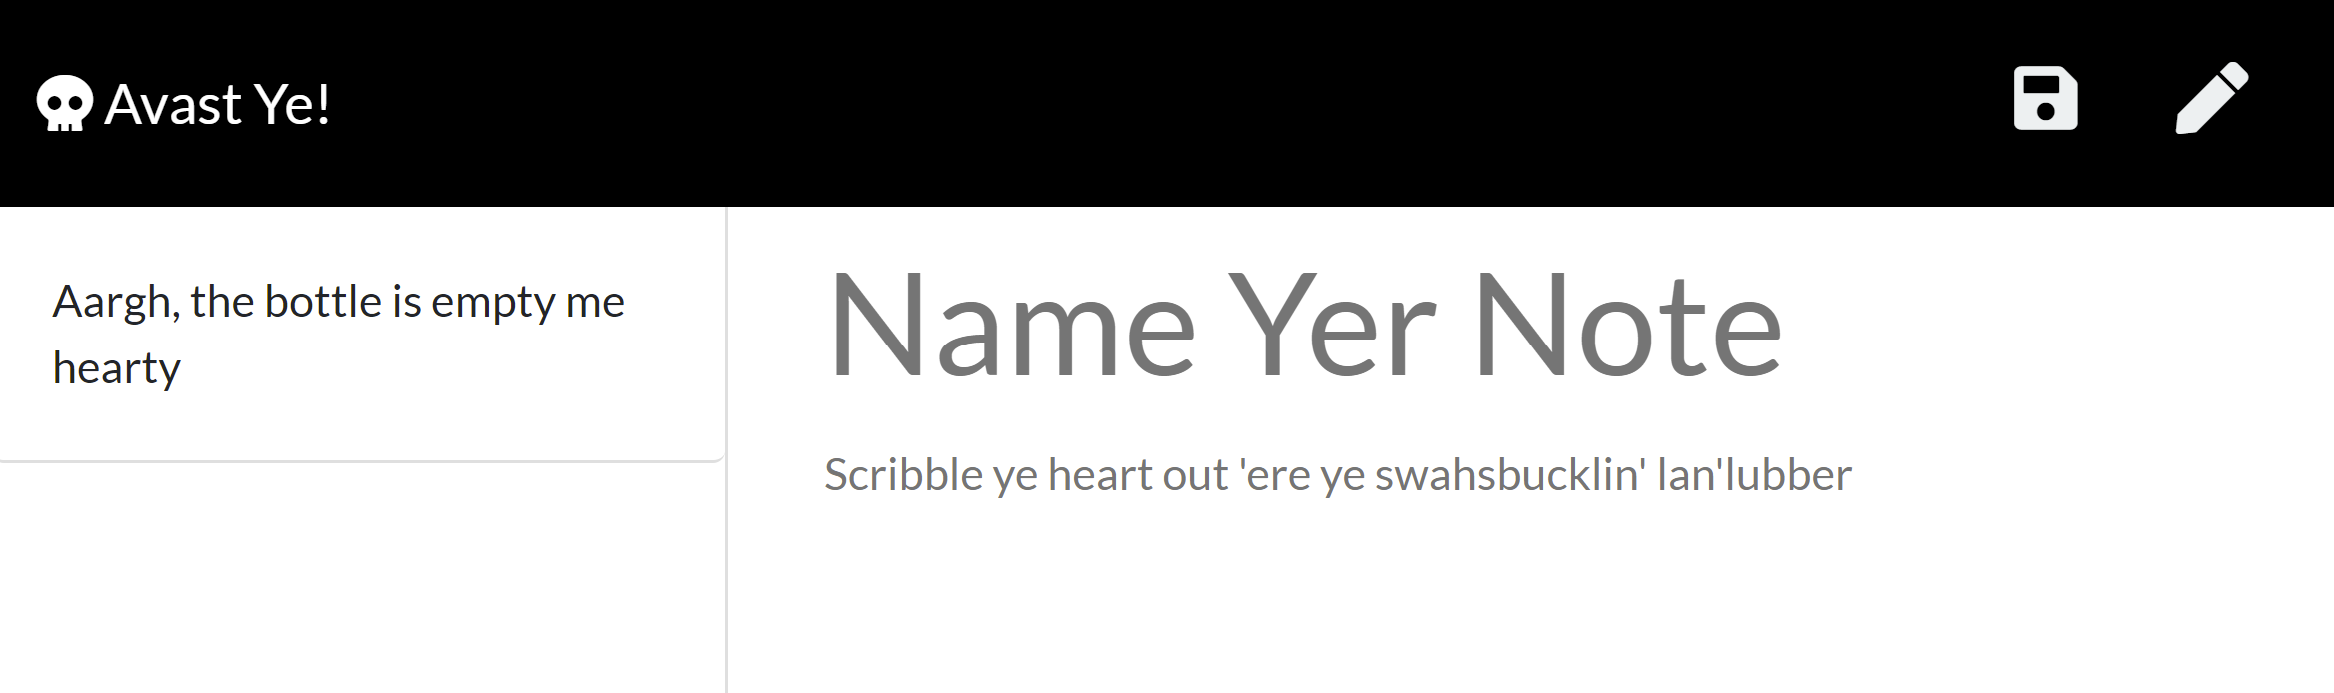 Avast Ye!
Aargh, the bottle is empty me
hearty
Name Yer Note
Scribble ye heart out 'ere ye swahsbucklin' lan'lubber